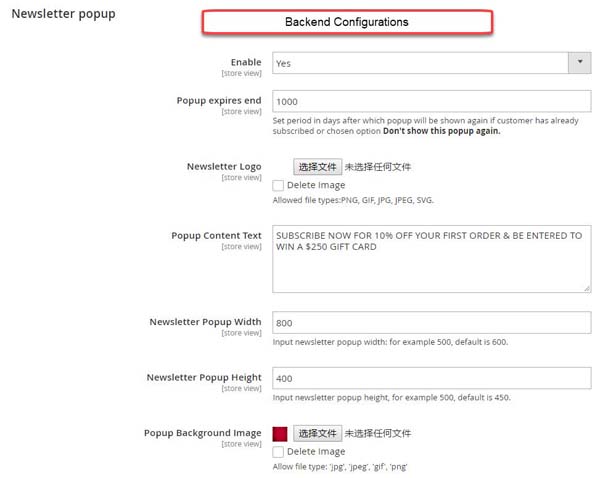 Newsletter popup
Backend Configurations
Enable
[store view]
Yes
Popup expires end
[store view]
1000
Set period in days after which popup will be shown again if customer has already
subscribed or chosen option Don't show this popup again.
Newsletter Logo
[store view]
选择文件 未选择任何文件
Delete Image
Allowed file types:PNG, GIF, JPG, JPEG, SVG.
Popup Content Text
[store view]
SUBSCRIBE NOW FOR 10% OFF YOUR FIRST ORDER & BE ENTERED TO
WIN A $250 GIFT CARD
Newsletter Popup Width
[store view]
800
Input newsletter popup width: for example 500, default is 600.
Newsletter Popup Height
[store view]
400
Input newsletter popup height, for example 500, default is 450.
Popup Background Image
[store view]
选择文件 未选择任何文件
Delete Image
Allow file type: 'jpg', 'jpeg', 'gif', 'png'